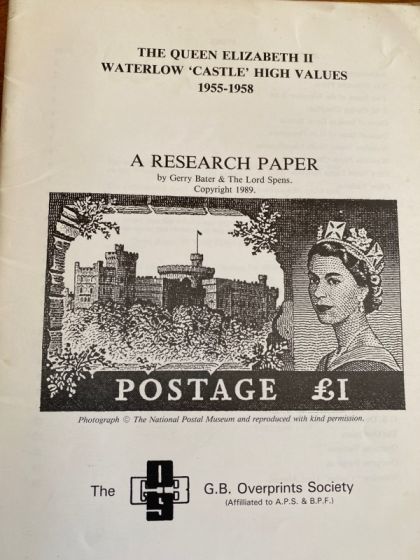 THE QUEEN ELIZABETH II
WATERLOW 'CASTLE' HIGH VALUES
1955-1958
A RESEARCH PAPER
by Gerry Bater & The Lord Spens.
Copyright 1989.
POSTAGE £1
Photograph © The National Postal Museum and reproduced with kind permission.
The GBOS G.B. Overprints Society
(Affiliated to A.P.S. & B.P.F.)